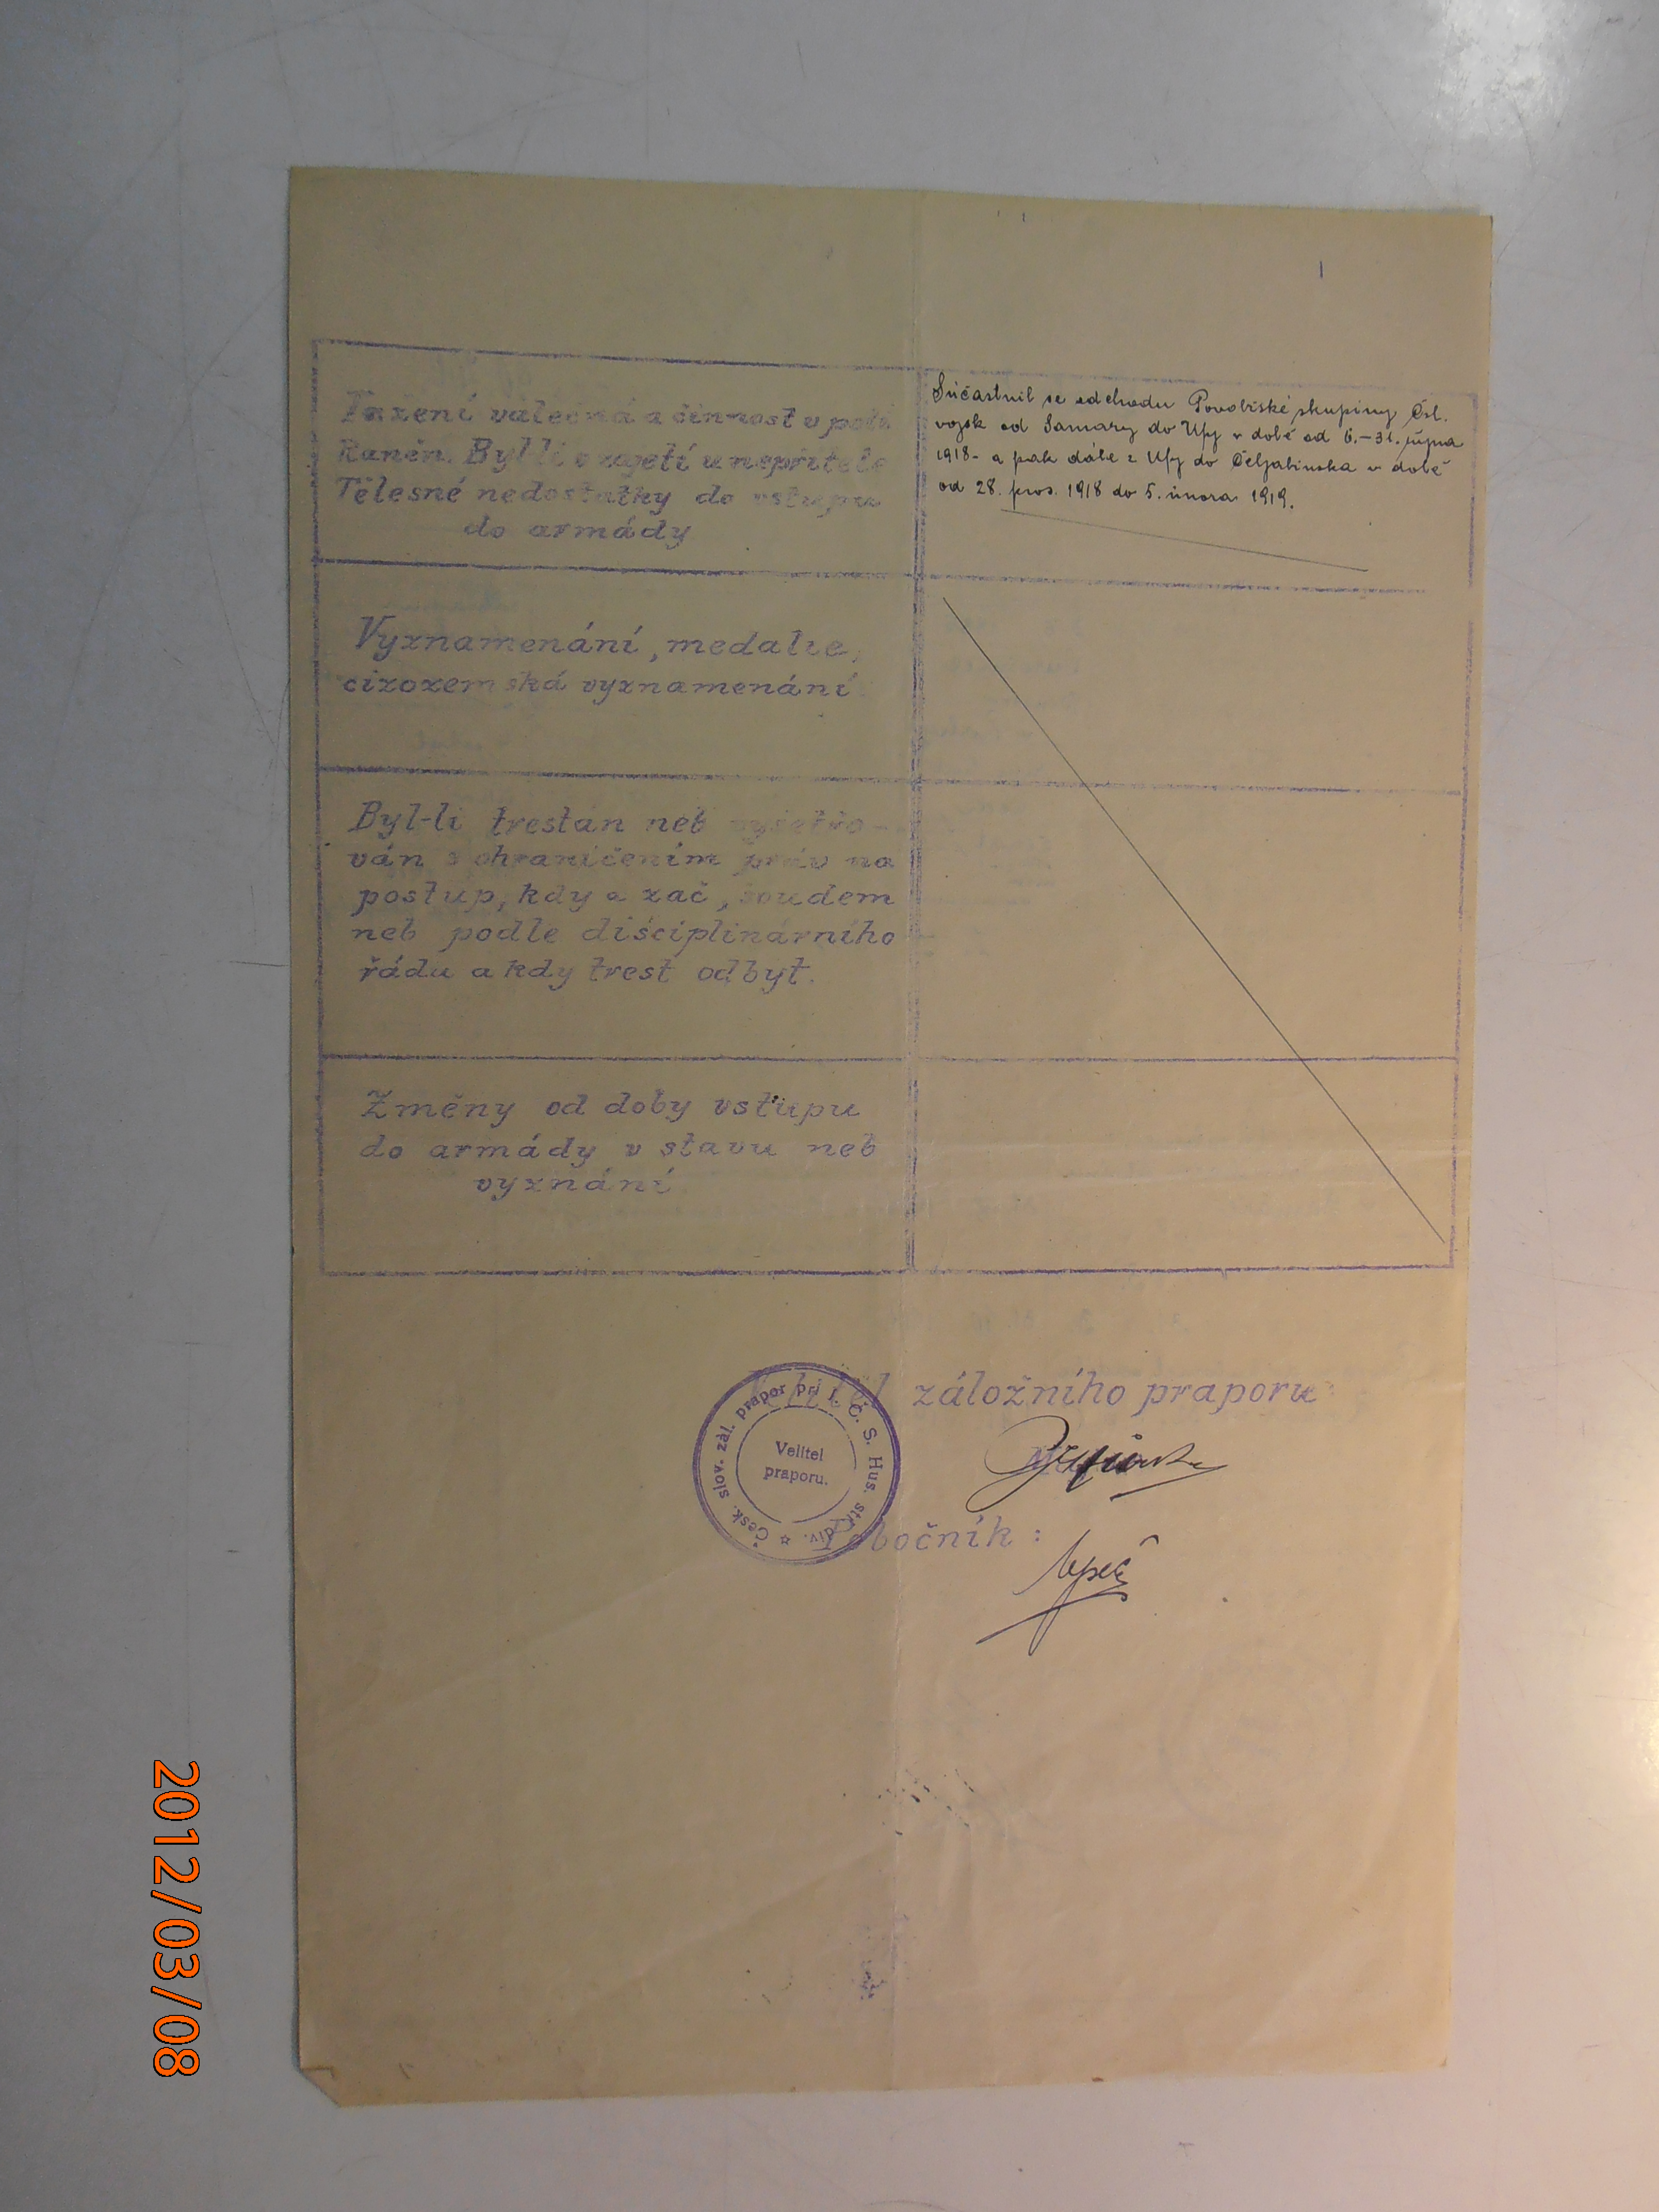 Tažení válečná a činnost v poli
Raněn. Byl-li v zajetí u nepřítele
Tělesné nedostatky do vstupu
do armády
Súčastnil se odchodu Povolžské skupiny Čsl.
vojsk od Samary do Ufy v době od 6.-31. října
1918- a pak dále z Ufy do Čeljabinska v době
od 28. pros. 1918 do 5. února 1919.
Vyznamenání, medalie,
cizozemská vyznamenání
Byl-li trestán neb vyšetřo-
ván s ohraničením práv na
postup, kdy a zač, soudem
neb podle disciplinárního
řádu a kdy trest odbyt.
Změny od doby vstupu
do armády v stavu neb
vyznání
Velitel záložního praporu
Česk. slov. zál. prapor při I. Č. S. Hus. str. div.
Velitel
praporu.
Pobočník:
2012/03/08